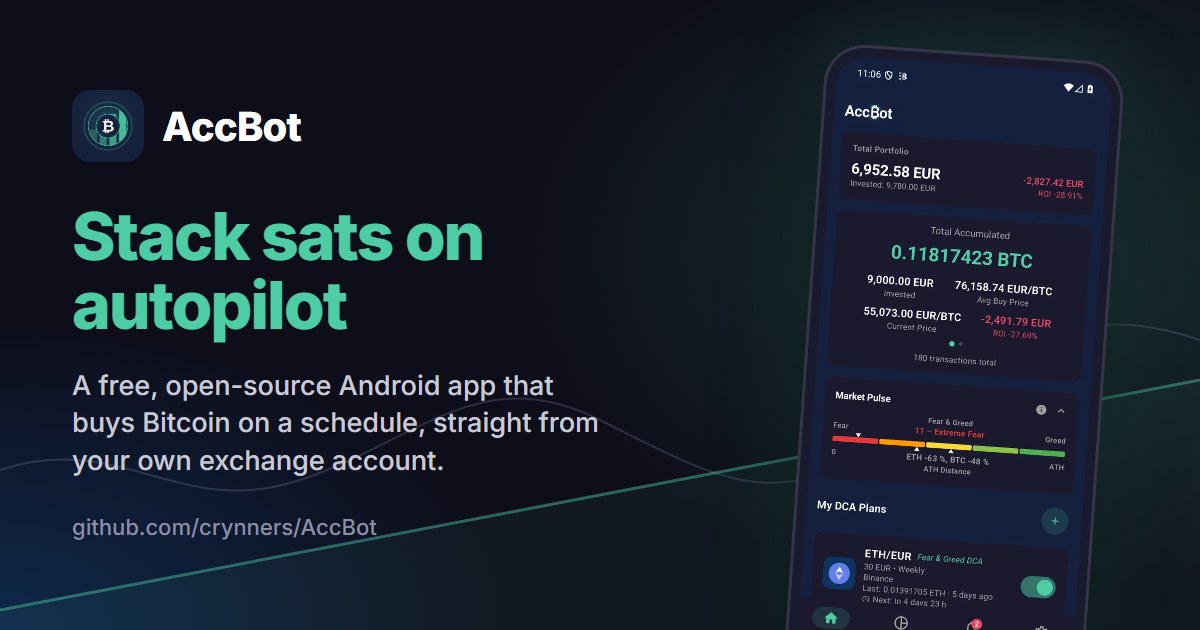 AccBot
Stack sats on
autopilot
A free, open-source Android app that
buys Bitcoin on a schedule, straight from
your own exchange account.
github.com/crynners/AccBot
11:06
AccBot
Total Portfolio
6,952.58 EUR
-2,827.42 EUR
Invested: 9,780.00 EUR
ROI -28.91%
Total Accumulated
0.11817423 BTC
9,000.00 EUR
76,158.74 EUR/BTC
Invested
Avg Buy Price
55,073.00 EUR/BTC
-2,491.79 EUR
Current Price
ROI -27.69%
180 transactions total
Market Pulse
Fear & Greed
Fear
11 – Extreme Fear
Greed
0
ETH -63 %, BTC -48 %
ATH
ATH Distance
My DCA Plans
+
ETH/EUR Fear & Greed DCA
30 EUR • Weekly
Binance
Last: 0.01391705 ETH · 5 days ago
Next: in 4 days 23 h
2